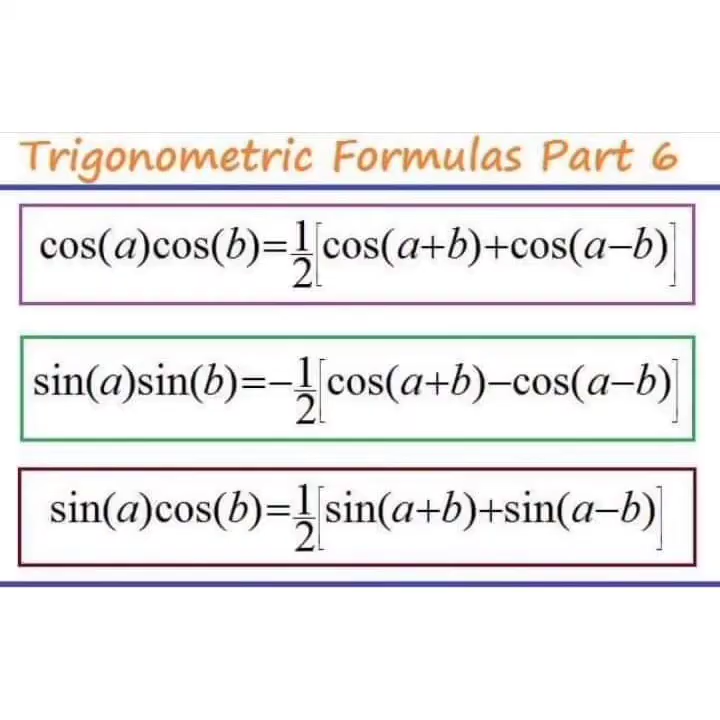 Trigonometric Formulas Part 6
cos(a)cos(b)=1/2[cos(a+b)+cos(a−b)]
sin(a)sin(b)=−1/2[cos(a+b)−cos(a−b)]
sin(a)cos(b)=1/2[sin(a+b)+sin(a−b)]